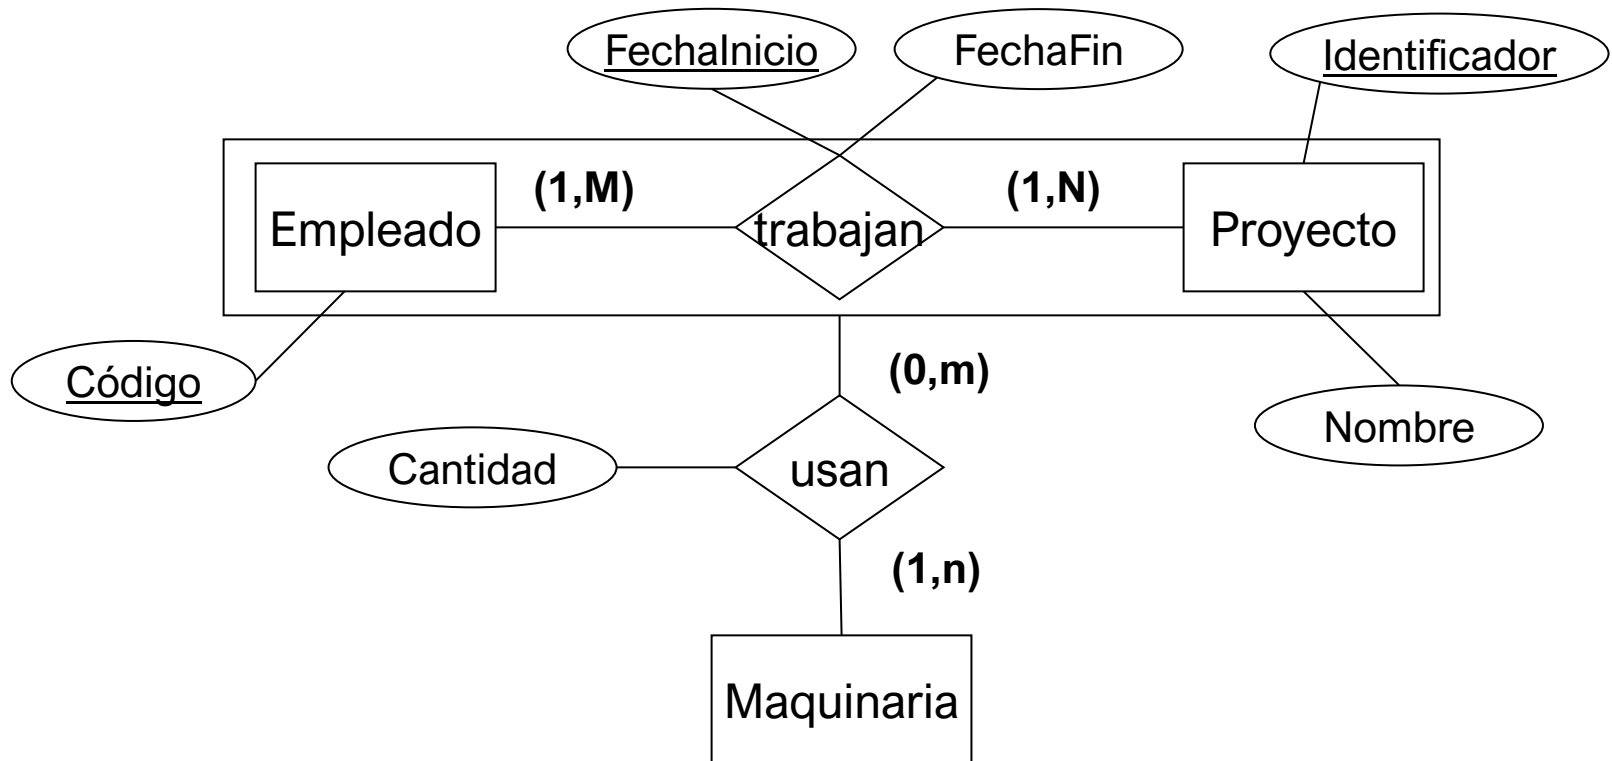 FechaInicio
FechaFin
Identificador
(1,M)
(1,N)
Empleado
trabajan
Proyecto
Código
(0,m)
Nombre
Cantidad
usan
(1,n)
Maquinaria